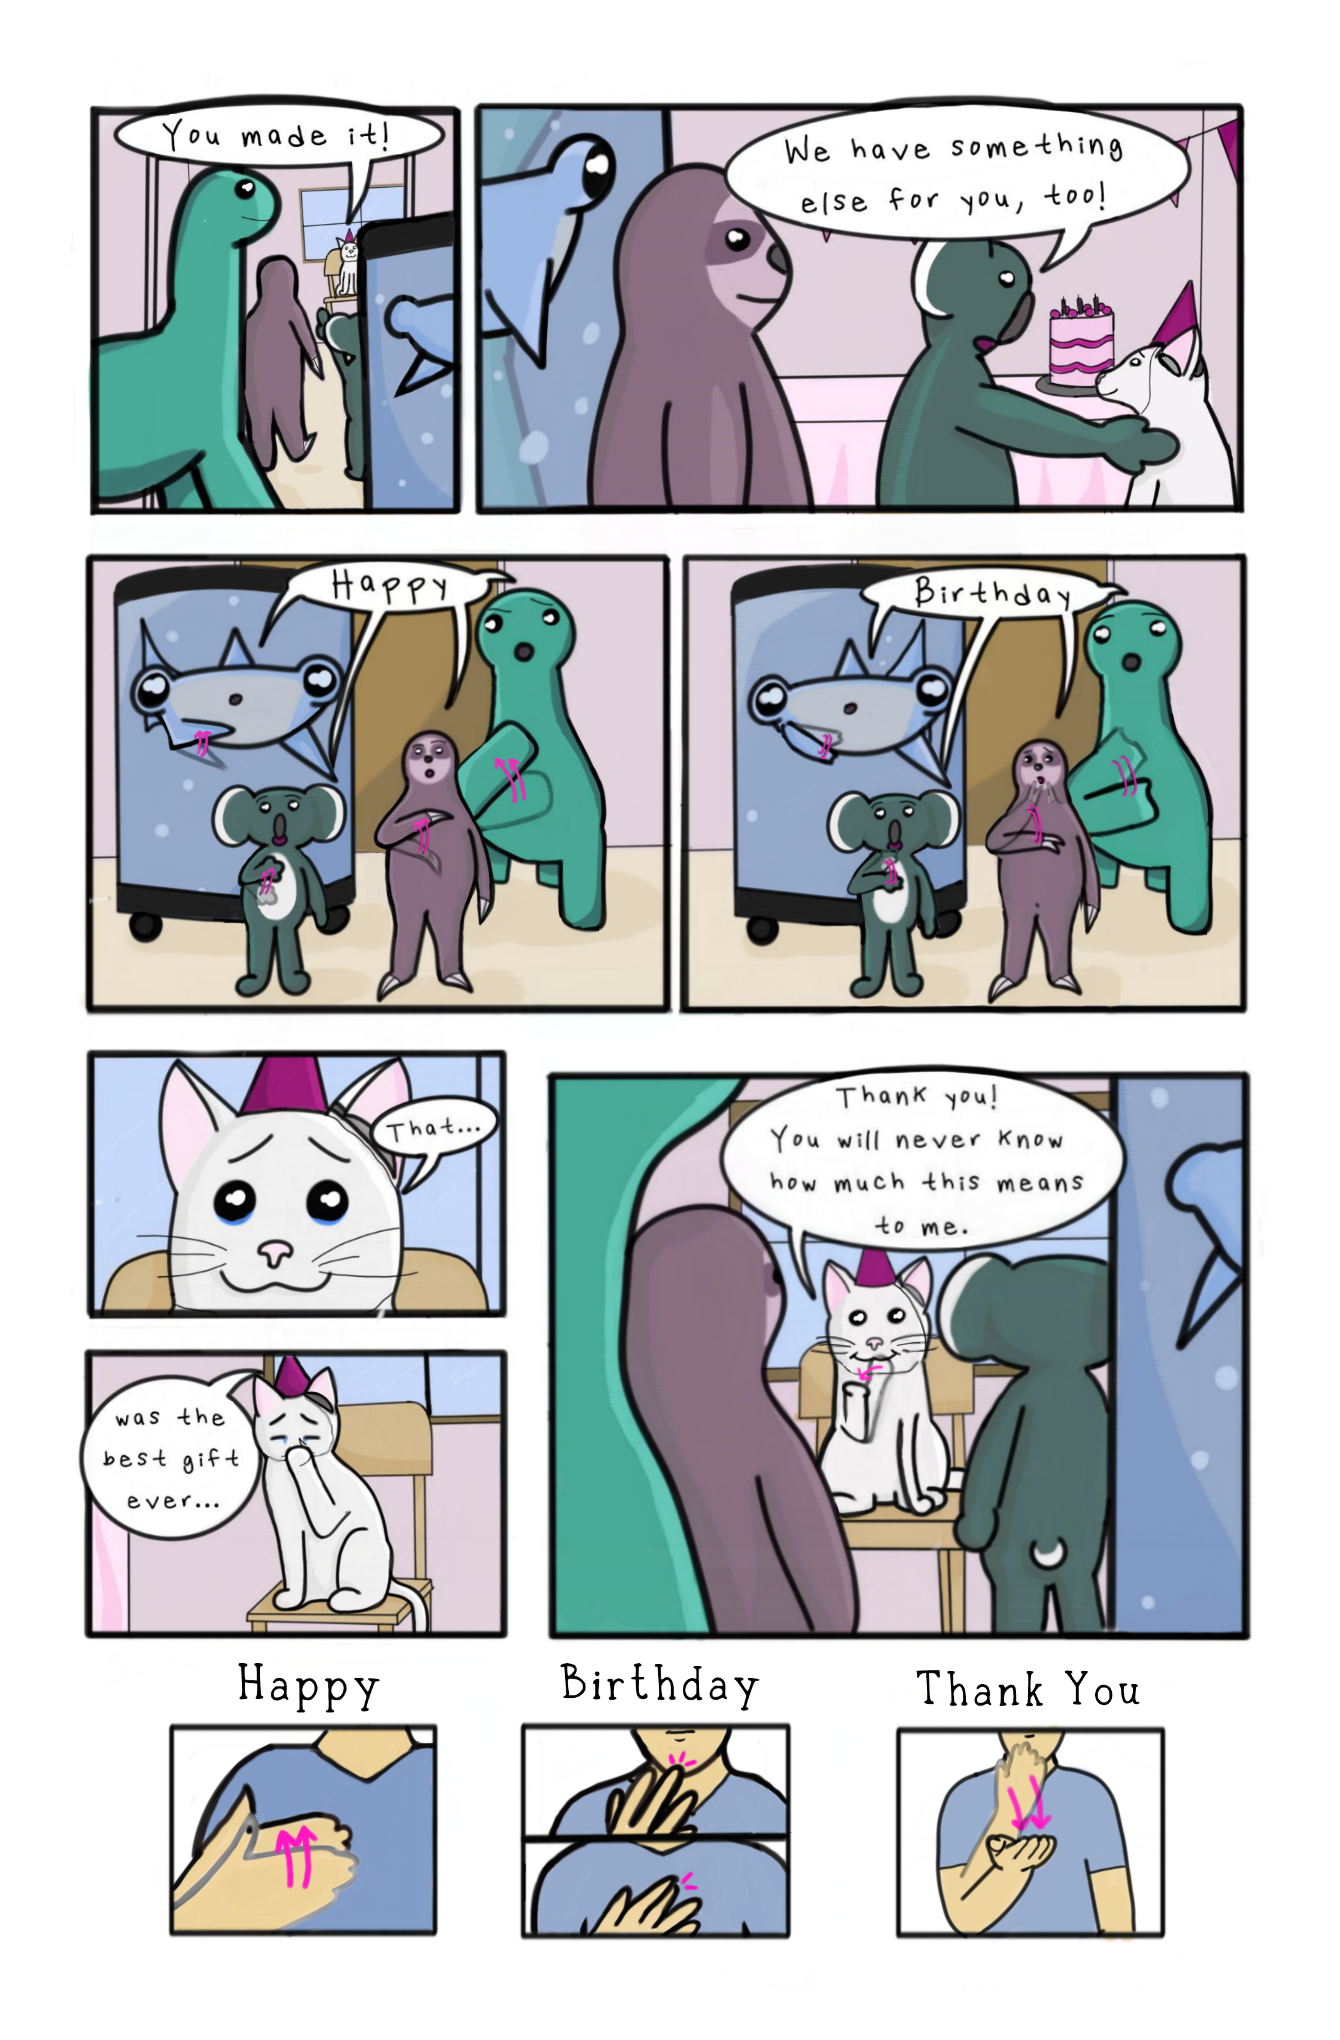 You made it!
We have something
else for you, too!
Happy
Birthday
That...
was the
best gift
ever...
Thank you!
You will never know
how much this means
to me.
Happy
Birthday
Thank You